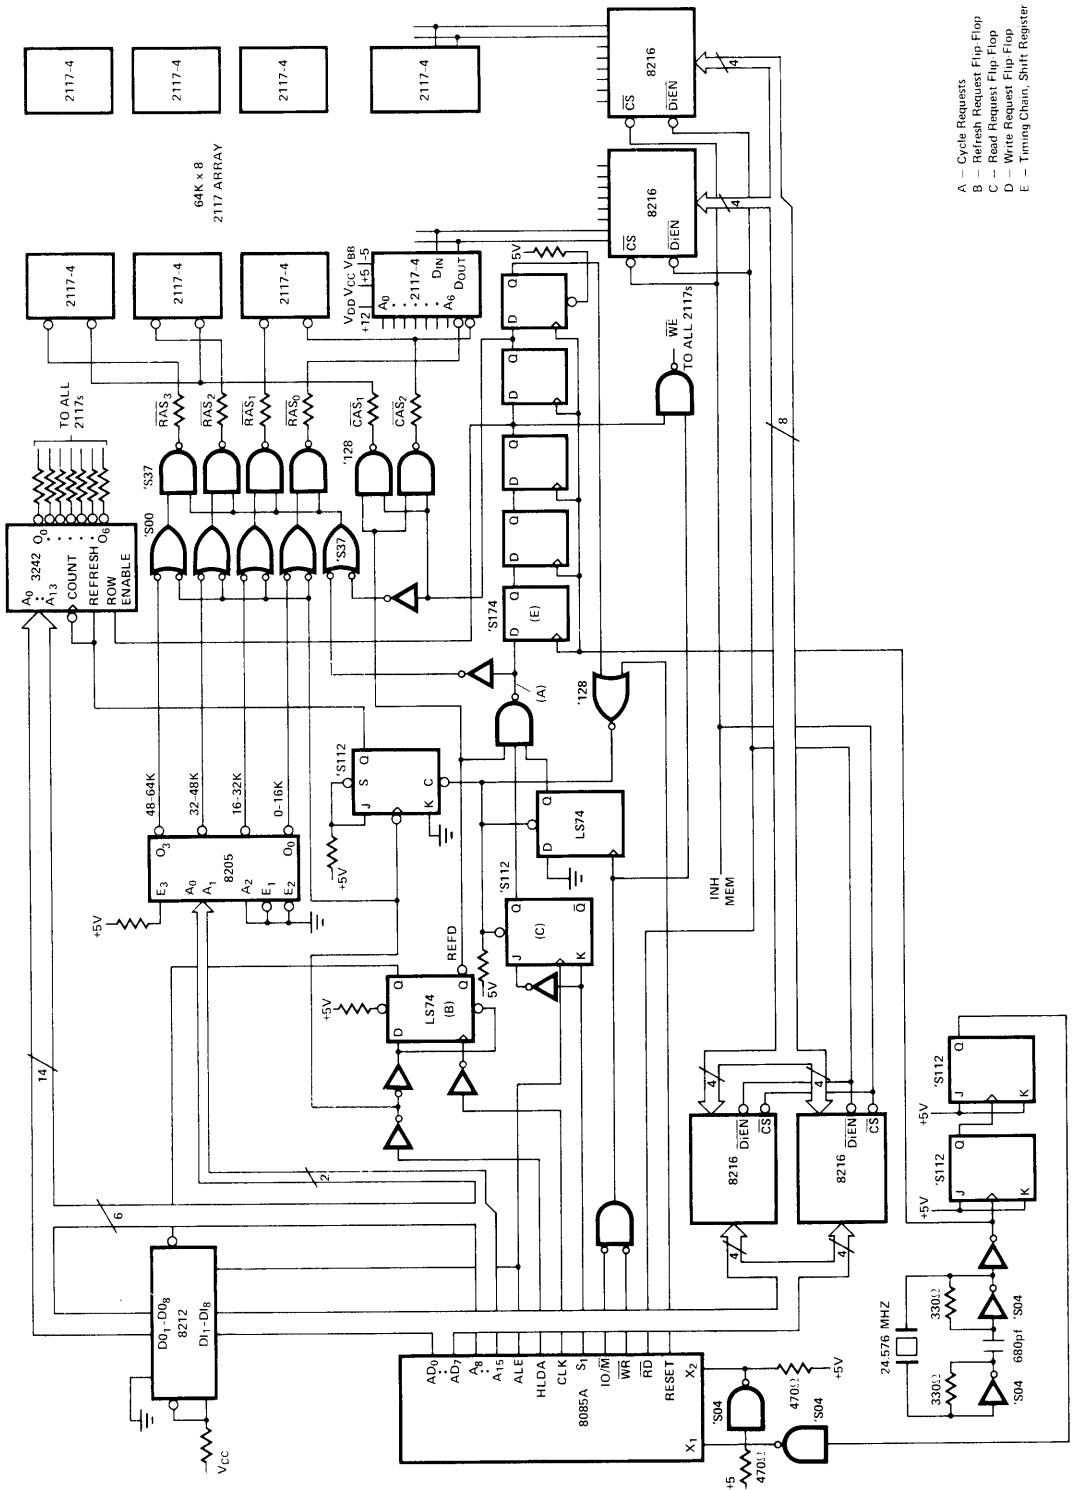 A – Cycle Requests
B – Refresh Request Flip-Flop
C – Read Request Flip-Flop
D – Write Request Flip-Flop
E – Timing Chain, Shift Register
2117-4
2117-4
2117-4
2117-4
64K x 8
2117 ARRAY
2117-4
2117-4
2117-4
2117-4
VDD VCC VBB
+12 +5 -5
A0
A6
DIN
DOUT
8216
CS
DiEN
4
8216
CS
DiEN
4
TO ALL
2117s
3242
A0
A13
O0
O6
COUNT
REFRESH
ROW
ENABLE
'S00
'S37
'S37
'128
RAS3
RAS2
RAS1
RAS0
CAS1
CAS2
5V
D Q
D Q
D Q
D Q
D Q
(E)
'S174
WE
TO ALL 2117s
8
(A)
'128
48-64K
32-48K
16-32K
0-16K
8205
E3
A0
A1
A2
E1
E2
O3
O0
+5V
'S112
J
S
Q
K
C
+5V
REFD
LS74
(B)
D
Q
Q
+5V
'S112
(C)
J
K
Q
Q
5V
LS74
D
Q
INH
MEM
14
6
2
8212
DO1-DO8
DI1-DI8
VCC
8085A
AD0
AD7
A8
A15
ALE
HLDA
CLK
S1
IO/M
WR
RD
RESET
X2
X1
'S04
470Ω
+5V
'S04
+5
470Ω
8216
DiEN
CS
4
4
8216
DiEN
CS
4
4
'S112
J
Q
K
+5V
'S112
J
Q
K
+5V
24.576 MHZ
330Ω
330Ω
'S04
680pf
'S04